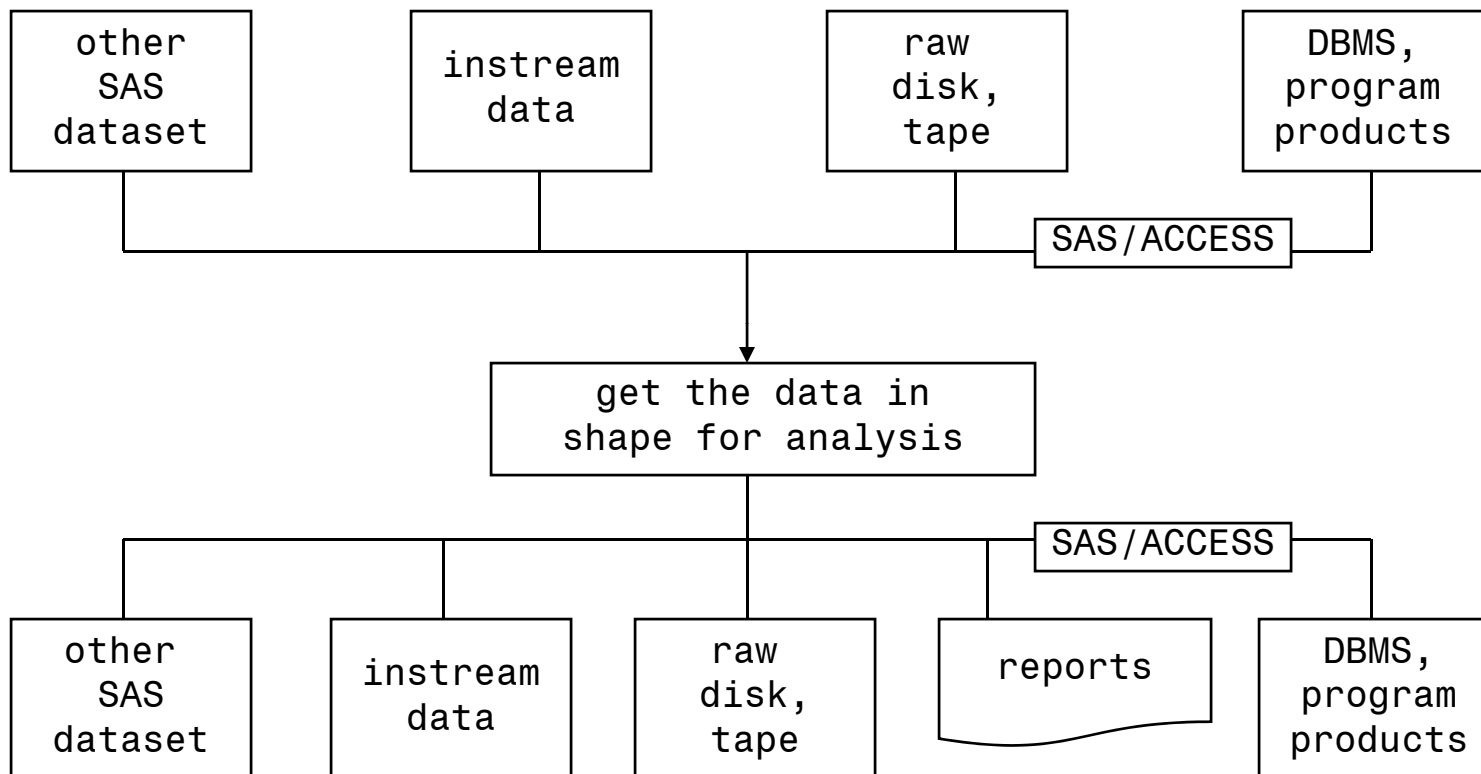 other
SAS
dataset
instream
data
raw
disk,
tape
DBMS,
program
products
SAS/ACCESS
get the data in
shape for analysis
SAS/ACCESS
other
SAS
dataset
instream
data
raw
disk,
tape
reports
DBMS,
program
products